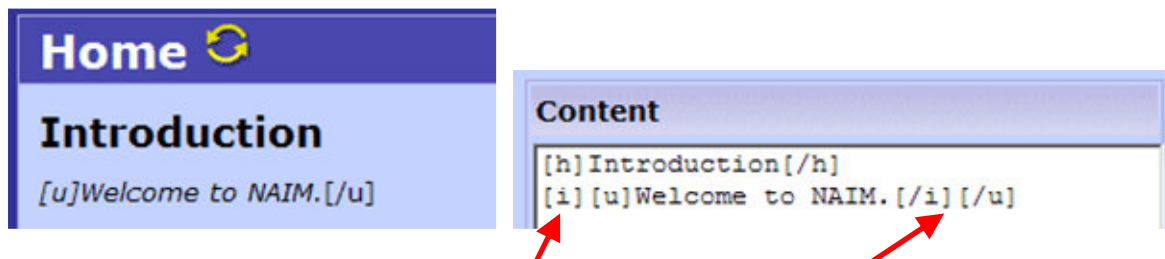 Home
Introduction
[u]Welcome to NAIM.[/u]
Content
[h]Introduction[/h]
[i][u]Welcome to NAIM.[/i][/u]